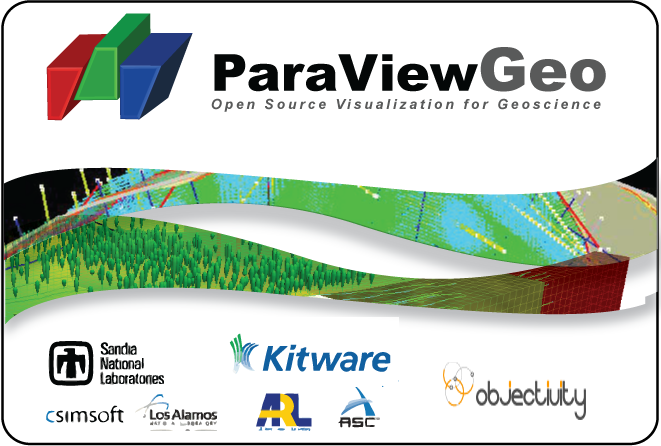 ParaViewGeo
Open Source Visualization for Geoscience
Sandia
National
Laboratories
Kitware
objectivity
csimsoft
Los Alamos
ARL
ASC